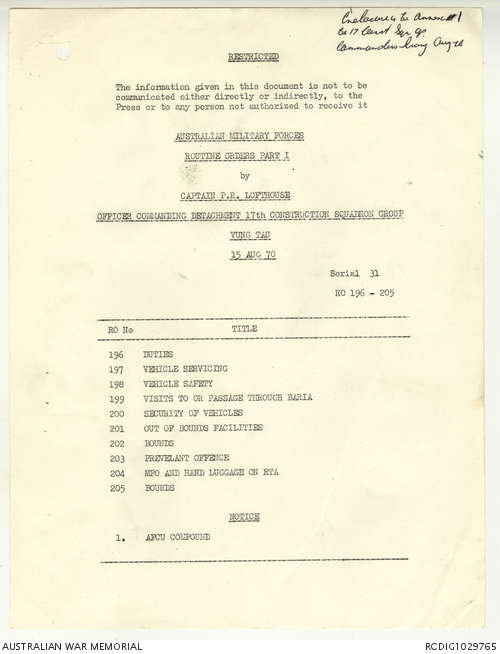 Enclosure 14 to Annex #1
to 17 Const Sqn Gp
Commanders Diary Aug 70
RESTRICTED
The information given in this document is not to be
communicated either directly or indirectly, to the
Press or to any person not authorized to receive it
AUSTRALIAN MILITARY FORCES
ROUTINE ORDERS PART I
by
CAPTAIN P.R. LOFTHOUSE
OFFICER COMMANDING DETACHMENT 17th CONSTRUCTION SQUADRON GROUP
VUNG TAU
15 AUG 70
Serial 31
RO 196 - 205
RO No TITLE
196 DUTIES
197 VEHICLE SERVICING
198 VEHICLE SAFETY
199 VISITS TO OR PASSAGE THROUGH BARIA
200 SECURITY OF VEHICLES
201 OUT OF BOUNDS FACILITIES
202 BOUNDS
203 PREVELANT OFFENCE
204 MPO AND HAND LUGGAGE ON RTA
205 BOUNDS
NOTICE
1. AFCU COMPOUND
AUSTRALIAN WAR MEMORIAL RCDIG1029765